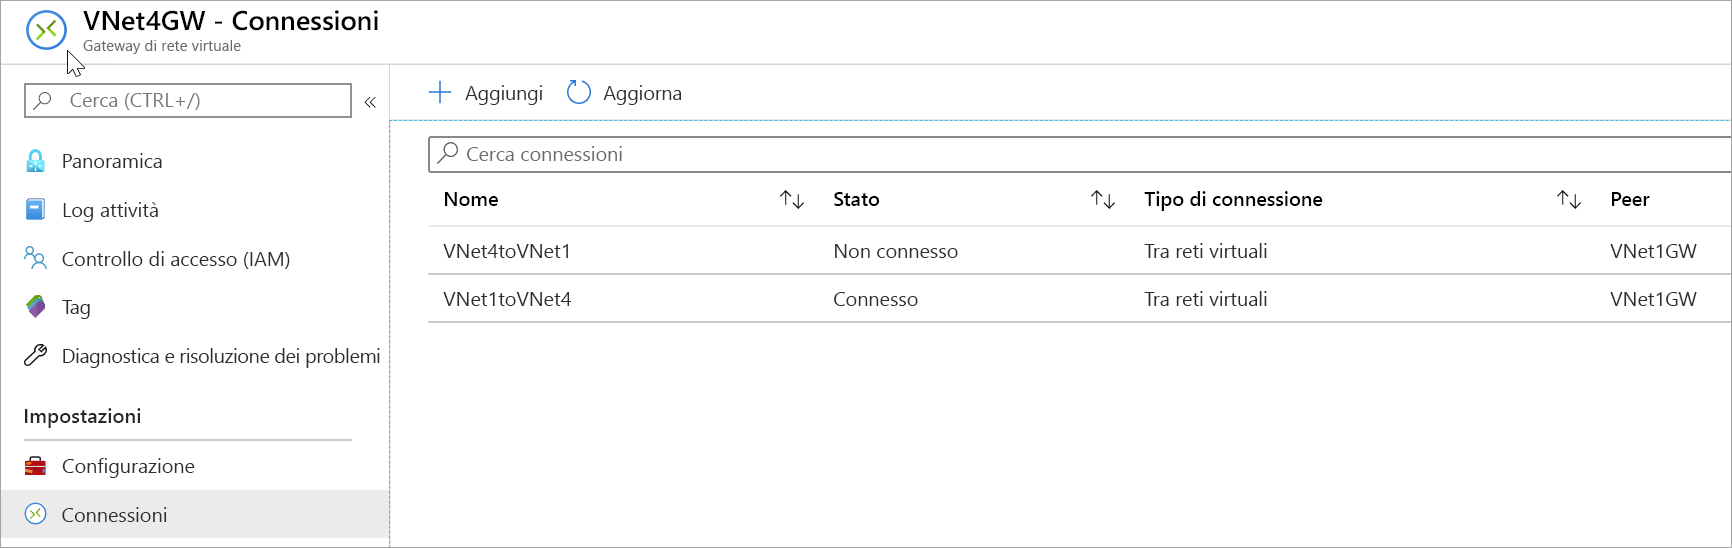 VNet4GW - Connessioni
Gateway di rete virtuale
Cerca (CTRL+/)
Panoramica
Log attività
Controllo di accesso (IAM)
Tag
Diagnostica e risoluzione dei problemi
Impostazioni
Configurazione
Connessioni
Aggiungi Aggiorna
Cerca connessioni
Nome Stato Tipo di connessione Peer
VNet4toVNet1 Non connesso Tra reti virtuali VNet1GW
VNet1toVNet4 Connesso Tra reti virtuali VNet1GW